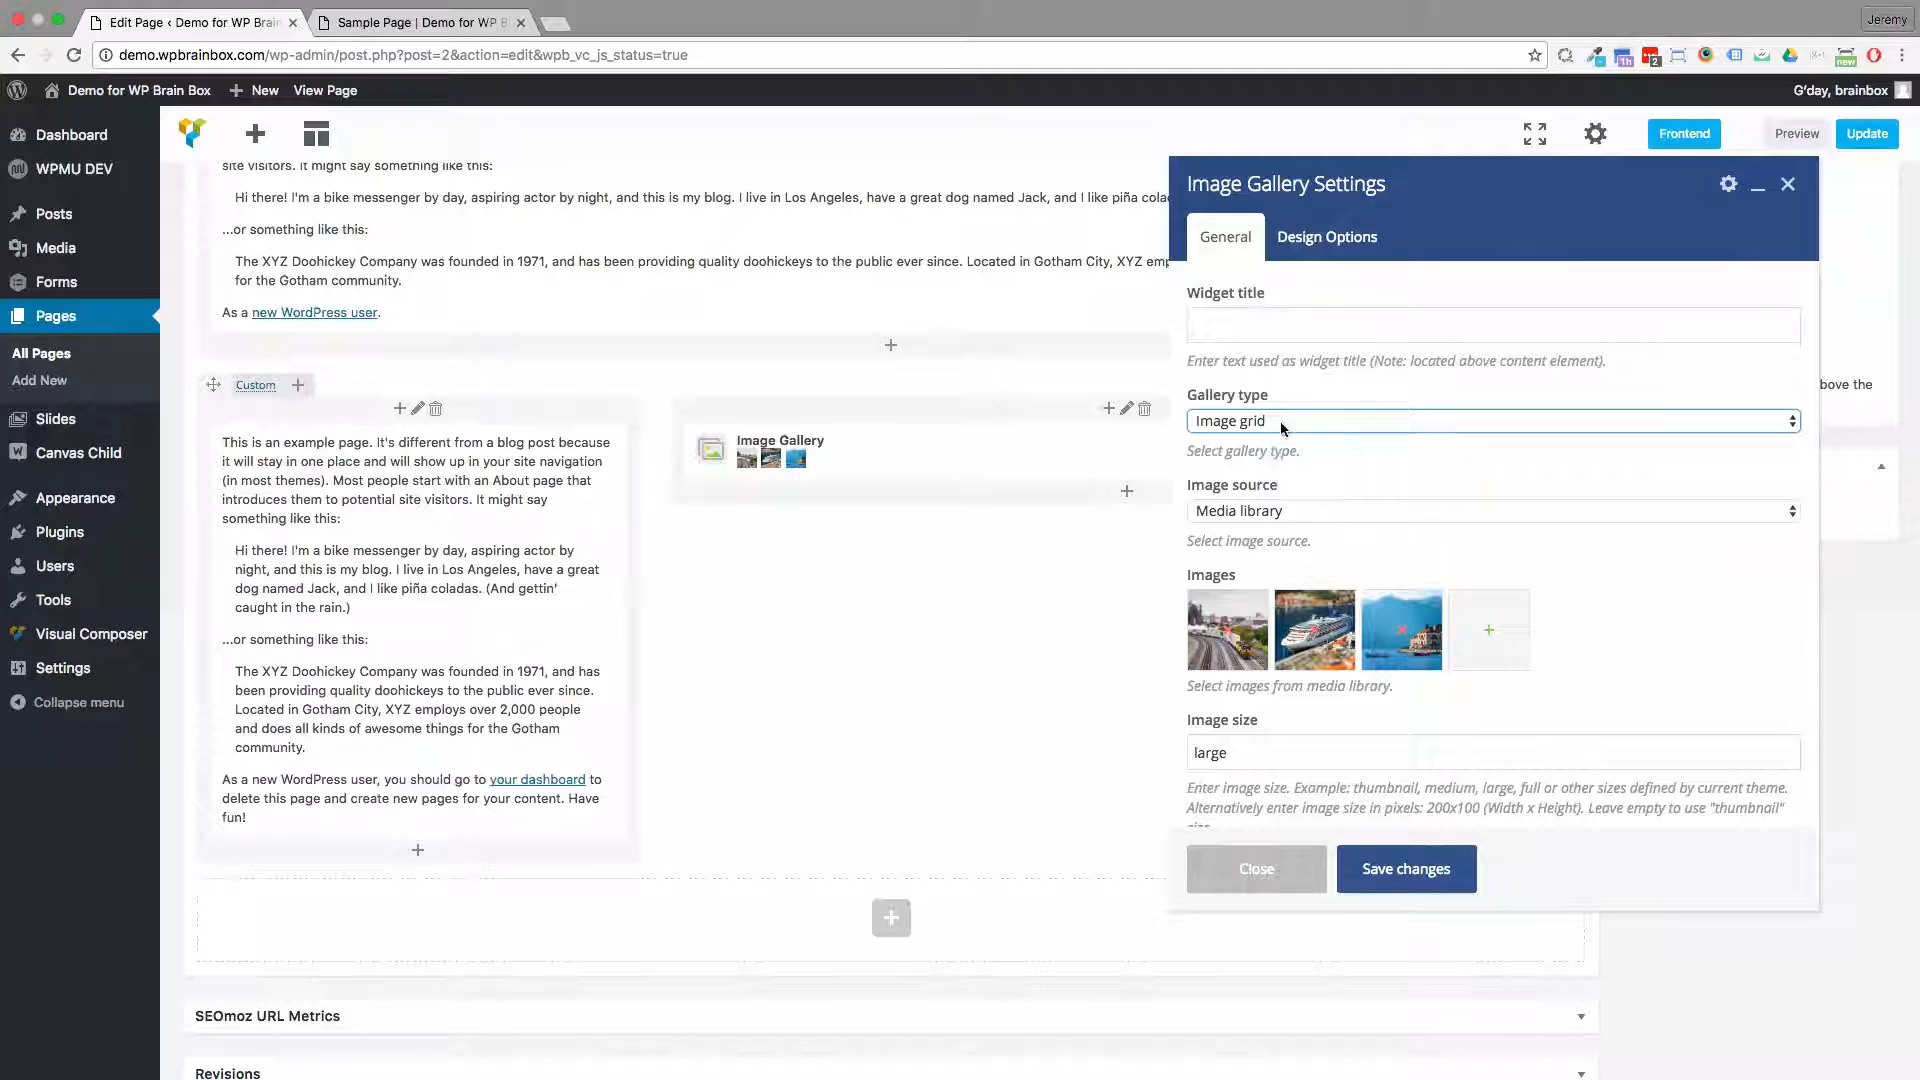 Edit Page ‹ Demo for WP Brain
Sample Page | Demo for WP B
Jeremy
demo.wpbrainbox.com/wp-admin/post.php?post=2&action=edit&wpb_vc_js_status=true
1h
2
new
Demo for WP Brain Box
New
View Page
G'day, brainbox
Dashboard
WPMU DEV
Posts
Media
Forms
Pages
All Pages
Add New
Slides
Canvas Child
Appearance
Plugins
Users
Tools
Visual Composer
Settings
Collapse menu
Frontend
Preview
Update
site visitors. It might say something like this:
Hi there! I'm a bike messenger by day, aspiring actor by night, and this is my blog. I live in Los Angeles, have a great dog named Jack, and I like piña cola
...or something like this:
The XYZ Doohickey Company was founded in 1971, and has been providing quality doohickeys to the public ever since. Located in Gotham City, XYZ emp
for the Gotham community.
As a new WordPress user.
Custom
This is an example page. It's different from a blog post because
it will stay in one place and will show up in your site navigation
(in most themes). Most people start with an About page that
introduces them to potential site visitors. It might say
something like this:
Hi there! I'm a bike messenger by day, aspiring actor by
night, and this is my blog. I live in Los Angeles, have a great
dog named Jack, and I like piña coladas. (And gettin'
caught in the rain.)
...or something like this:
The XYZ Doohickey Company was founded in 1971, and has
been providing quality doohickeys to the public ever since.
Located in Gotham City, XYZ employs over 2,000 people
and does all kinds of awesome things for the Gotham
community.
As a new WordPress user, you should go to your dashboard to
delete this page and create new pages for your content. Have
fun!
Image Gallery
Image Gallery Settings
General
Design Options
Widget title
Enter text used as widget title (Note: located above content element).
Gallery type
Image grid
Select gallery type.
Image source
Media library
Select image source.
Images
Select images from media library.
Image size
large
Enter image size. Example: thumbnail, medium, large, full or other sizes defined by current theme.
Alternatively enter image size in pixels: 200x100 (Width x Height). Leave empty to use "thumbnail"
Close
Save changes
bove the
SEOmoz URL Metrics
Revisions